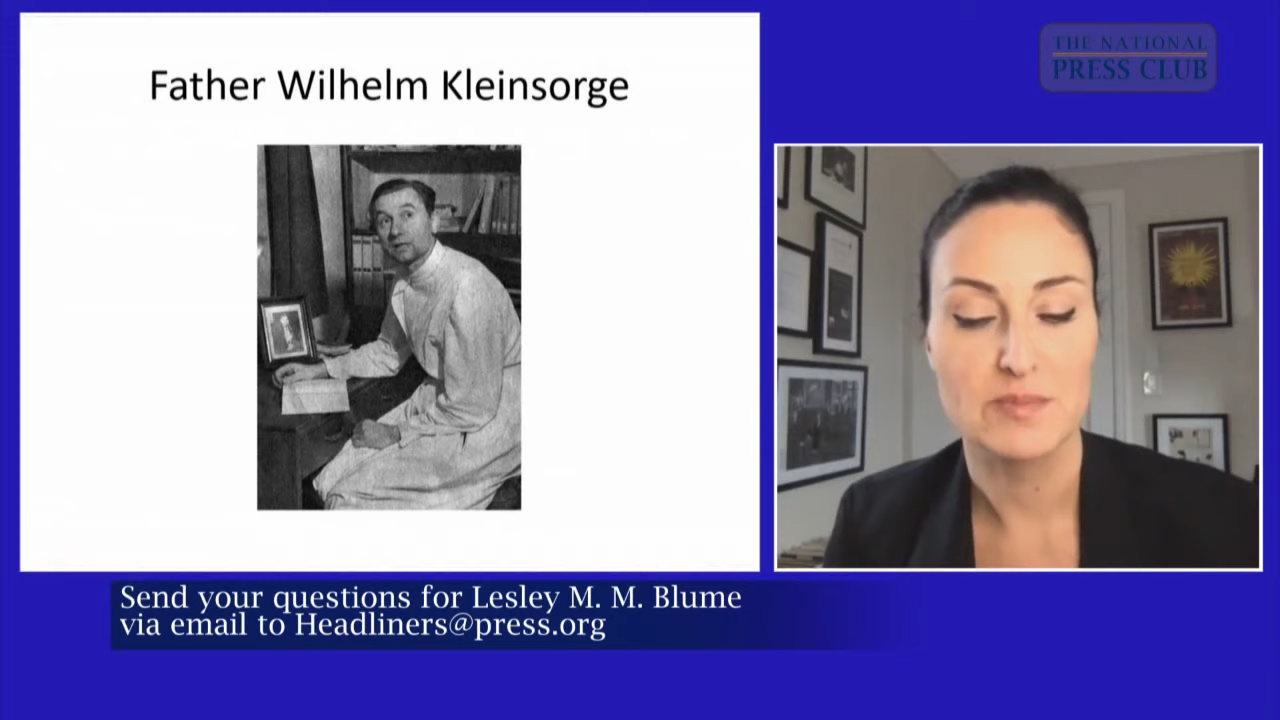 Father Wilhelm Kleinsorge
THE NATIONAL
PRESS CLUB
Send your questions for Lesley M. M. Blume
via email to Headliners@press.org